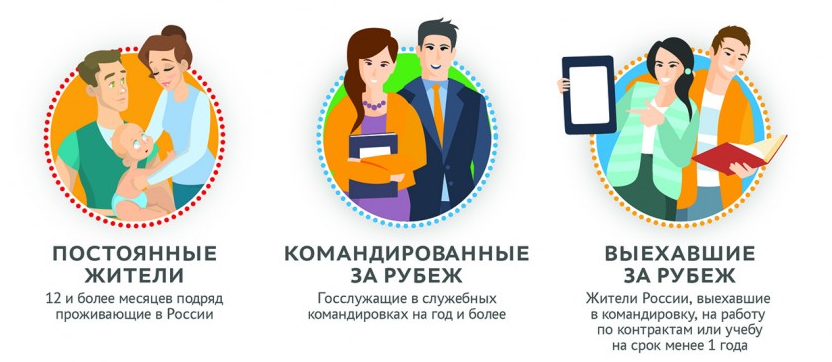 ПОСТОЯННЫЕ
ЖИТЕЛИ
12 и более месяцев подряд
проживающие в России
КОМАНДИРОВАННЫЕ
ЗА РУБЕЖ
Госслужащие в служебных
командировках на год и более
ВЫЕХАВШИЕ
ЗА РУБЕЖ
Жители России, выехавшие
в командировку, на работу
по контрактам или учебу
на срок менее 1 года